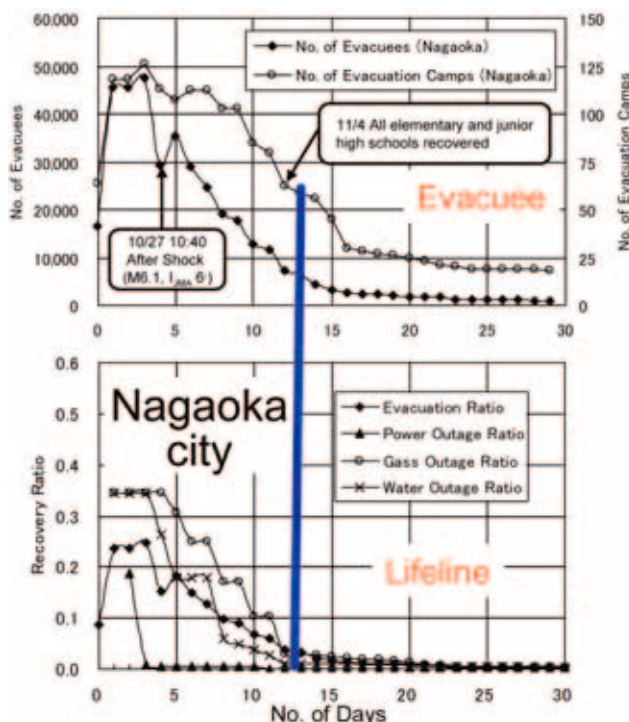 60,000
50,000
40,000
30,000
20,000
10,000
0
No. of Evacuees
150
125
100
75
50
25
0
No. of Evacuation Camps
No. of Evacuees (Nagaoka)
No. of Evacuation Camps (Nagaoka)
11/4 All elementary and junior
high schools recovered
Evacuee
10/27 10:40
After Shock
(M6.1, IJMA 6-)
0 5 10 15 20 25 30
0.6
0.5
0.4
0.3
0.2
0.1
0.0
Recovery Ratio
Nagaoka
city
Evacuation Ratio
Power Outage Ratio
Gass Outage Ratio
Water Outage Ratio
Lifeline
0 5 10 15 20 25 30
No. of Days